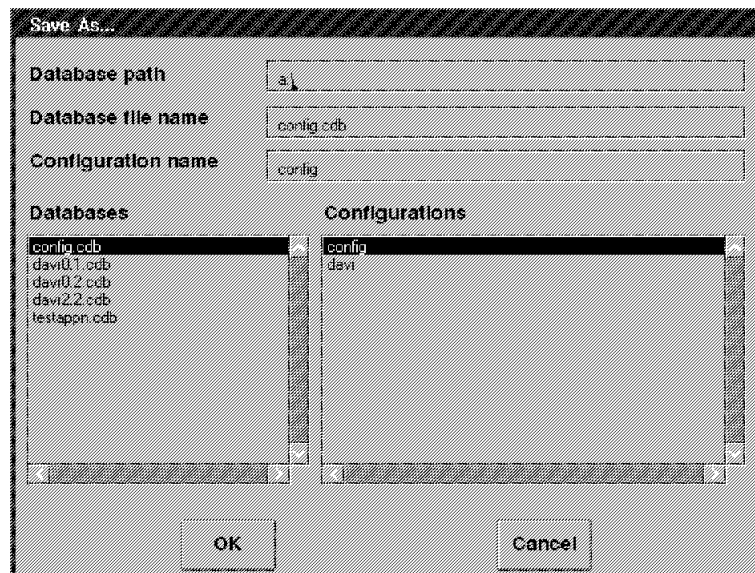 Save As...
Database path
a:\
Database file name
config.cdb
Configuration name
config
Databases
Configurations
config.cdb
davi0.1.cdb
davi0.2.cdb
davi2.2.cdb
testappn.cdb
config
davi
OK
Cancel